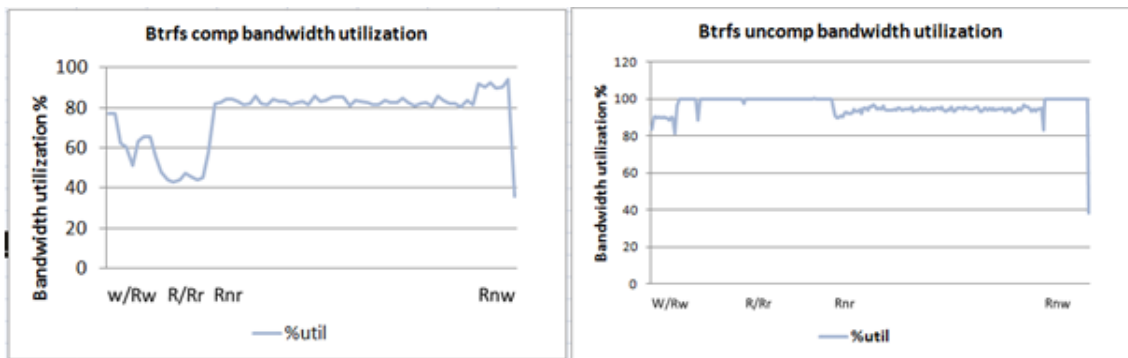 Btrfs comp bandwidth utilization
Bandwidth utilization %
100
80
60
40
20
0
w/Rw R/Rr Rnr Rnw
%util
Btrfs uncomp bandwidth utilization
Bandwidth utilization %
120
100
80
60
40
20
0
W/Rw R/Rr Rnr Rnw
%util